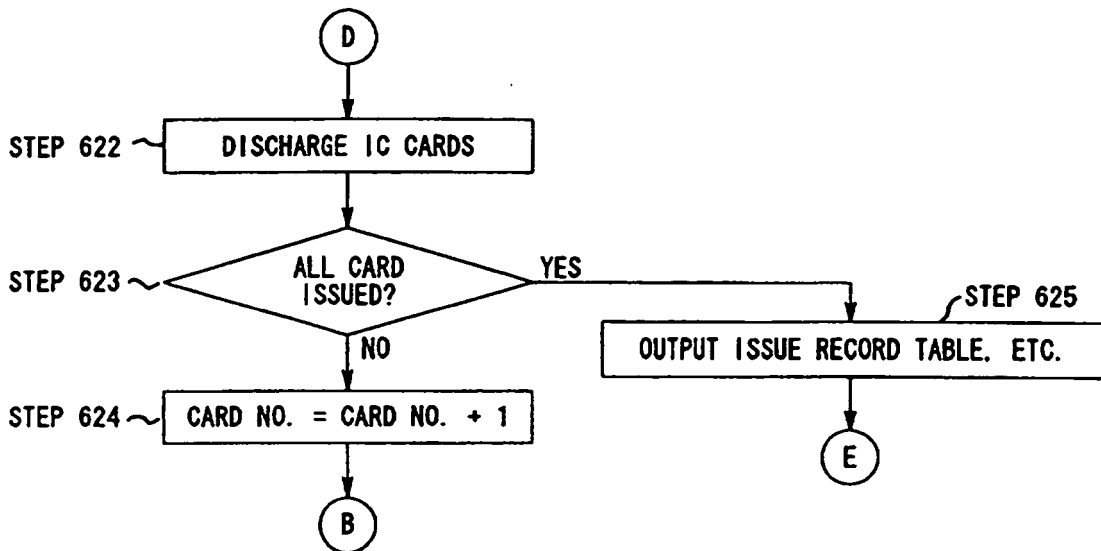 D
STEP 622
DISCHARGE IC CARDS
STEP 623
ALL CARD
ISSUED?
YES
NO
STEP 625
OUTPUT ISSUE RECORD TABLE. ETC.
STEP 624
CARD NO. = CARD NO. + 1
E
B